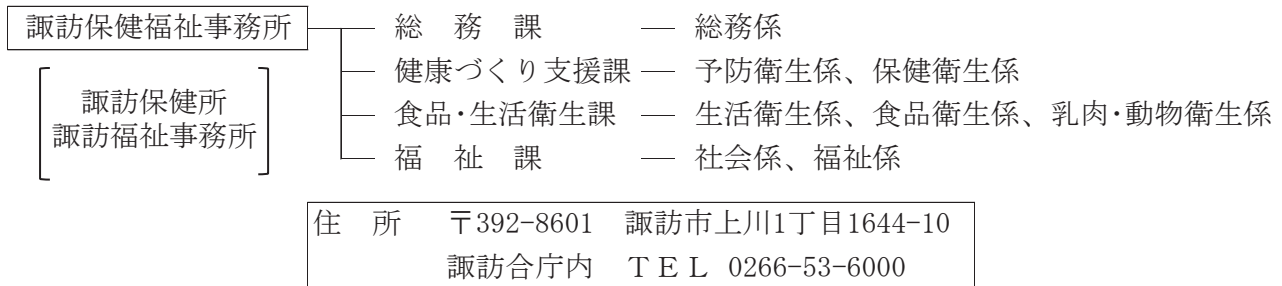 諏訪保健福祉事務所 総務課 総務係
健康づくり支援課 予防衛生係、保健衛生係
諏訪保健所
食品・生活衛生課 生活衛生係、食品衛生係、乳肉・動物衛生係
諏訪福祉事務所
福祉課 社会係、福祉係
住所 〒392-8601 諏訪市上川1丁目1644-10
諏訪合庁内 ＴＥＬ 0266-53-6000